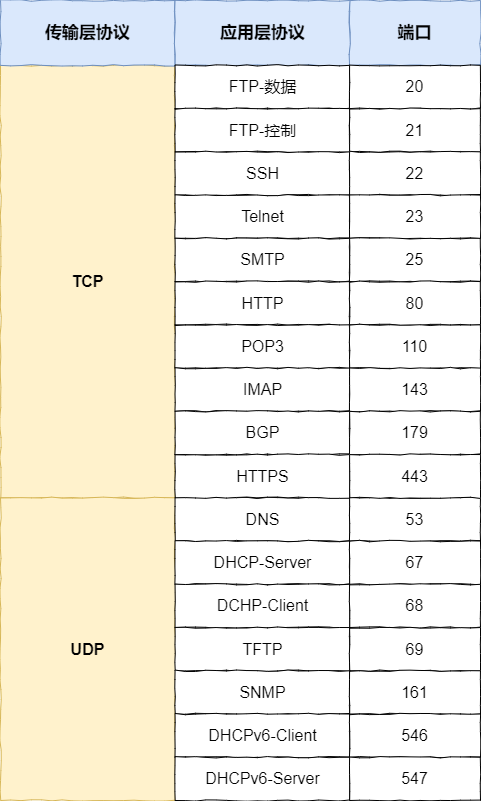 传输层协议 应用层协议 端口
TCP
FTP-数据 20
FTP-控制 21
SSH 22
Telnet 23
SMTP 25
HTTP 80
POP3 110
IMAP 143
BGP 179
HTTPS 443
UDP
DNS 53
DHCP-Server 67
DCHP-Client 68
TFTP 69
SNMP 161
DHCPv6-Client 546
DHCPv6-Server 547